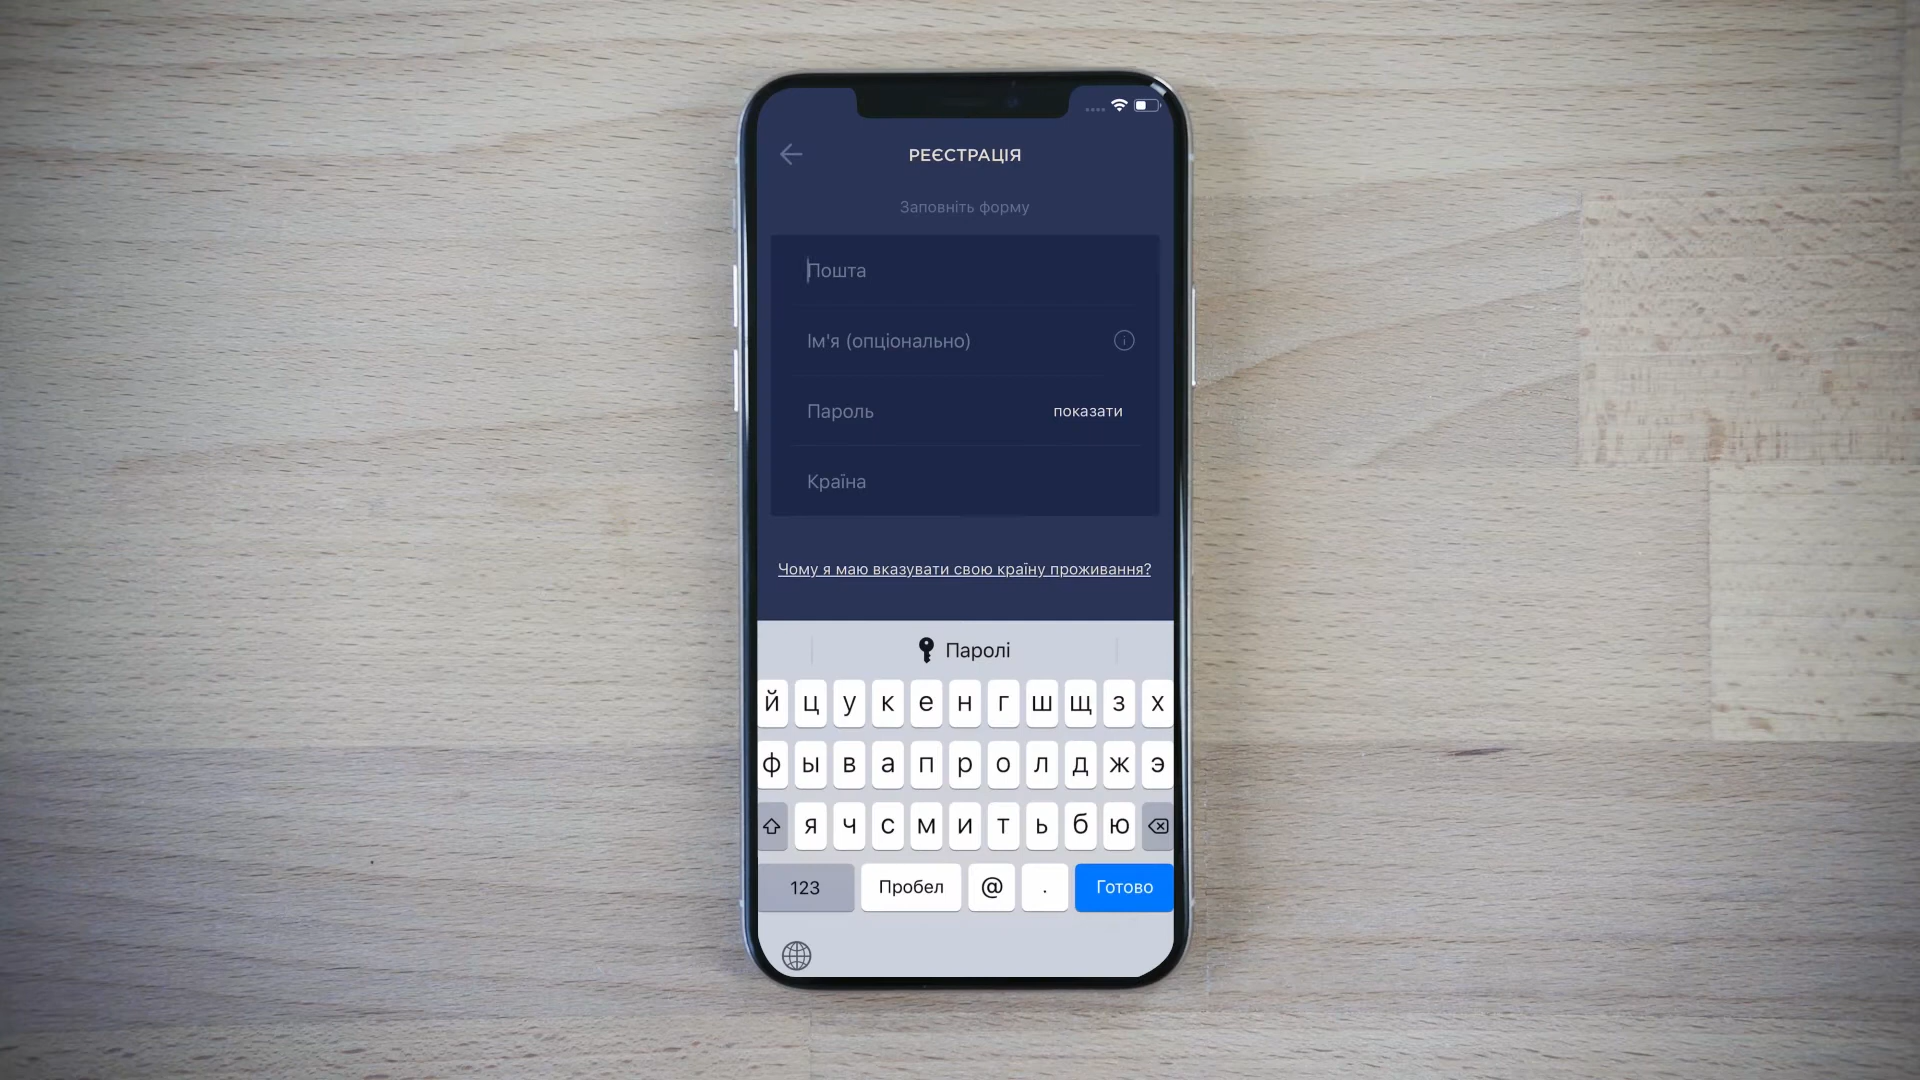 РЕЄСТРАЦІЯ
Заповніть форму
Пошта
Ім'я (опціонально)
Пароль показати
Країна
Чому я маю вказувати свою країну проживання?
Паролі
й ц у к е н г ш щ з х
ф ы в а п р о л д ж э
я ч с м и т ь б ю
123 Пробел @ . Готово